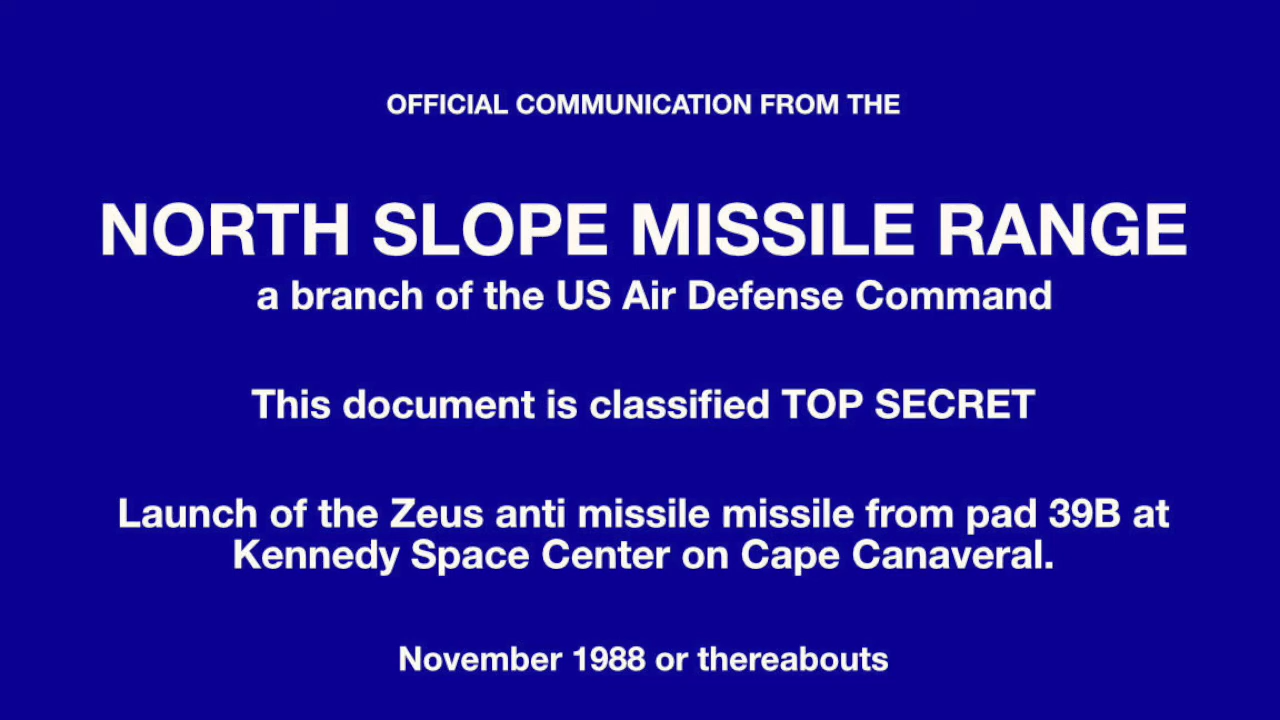 OFFICIAL COMMUNICATION FROM THE
NORTH SLOPE MISSILE RANGE
a branch of the US Air Defense Command
This document is classified TOP SECRET
Launch of the Zeus anti missile missile from pad 39B at
Kennedy Space Center on Cape Canaveral.
November 1988 or thereabouts